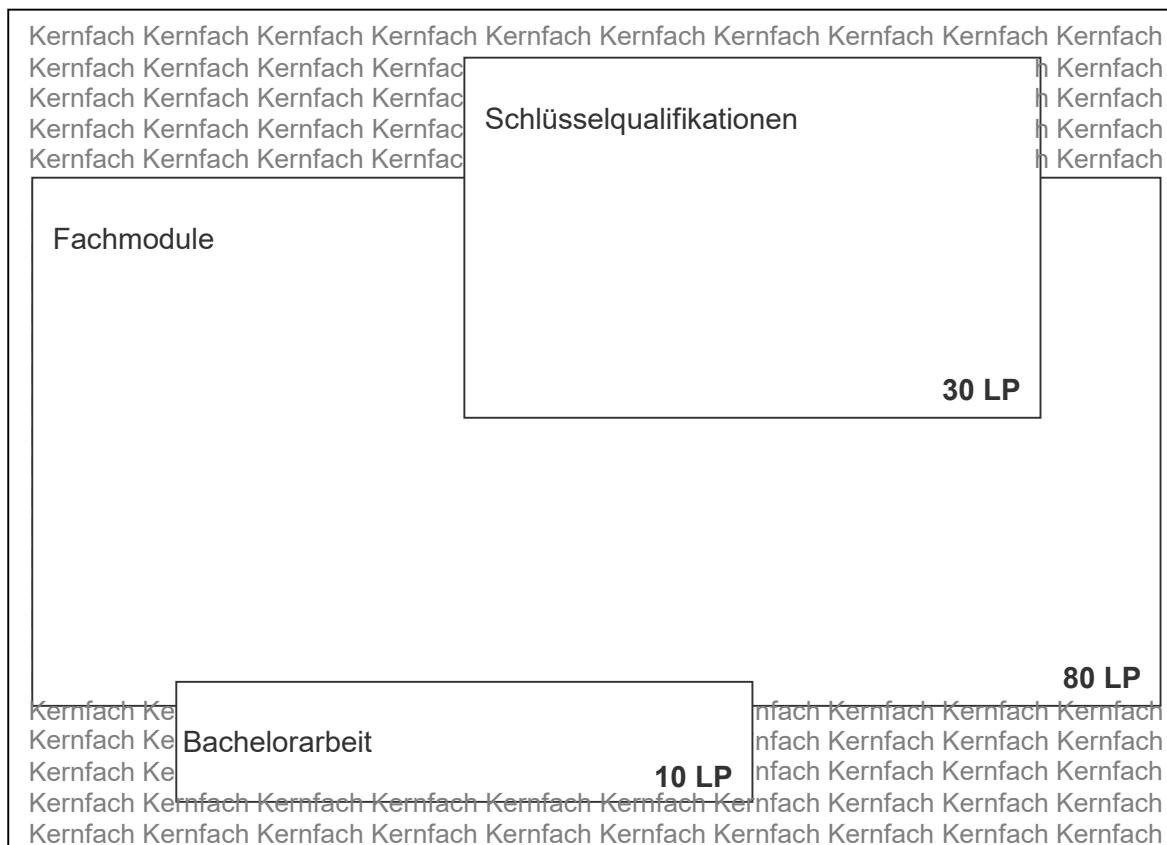 Kernfach Kernfach Kernfach Kernfach Kernfach Kernfach Kernfach Kernfach Kernfach Kernfach
Kernfach Kernfach Kernfach Kernfac h Kernfach
Kernfach Kernfach Kernfach Kernfac h Kernfach
Schlüsselqualifikationen
Kernfach Kernfach Kernfach Kernfac h Kernfach
Kernfach Kernfach Kernfach Kernfac h Kernfach
Fachmodule
30 LP
80 LP
Kernfach Ke nfach Kernfach Kernfach Kernfach
Kernfach Ke Bachelorarbeit nfach Kernfach Kernfach Kernfach
Kernfach Ke 10 LP nfach Kernfach Kernfach Kernfach
Kernfach Kernfach Kernfach Kernfach Kernfach Kernfach Kernfach Kernfach Kernfach Kernfach
Kernfach Kernfach Kernfach Kernfach Kernfach Kernfach Kernfach Kernfach Kernfach Kernfach